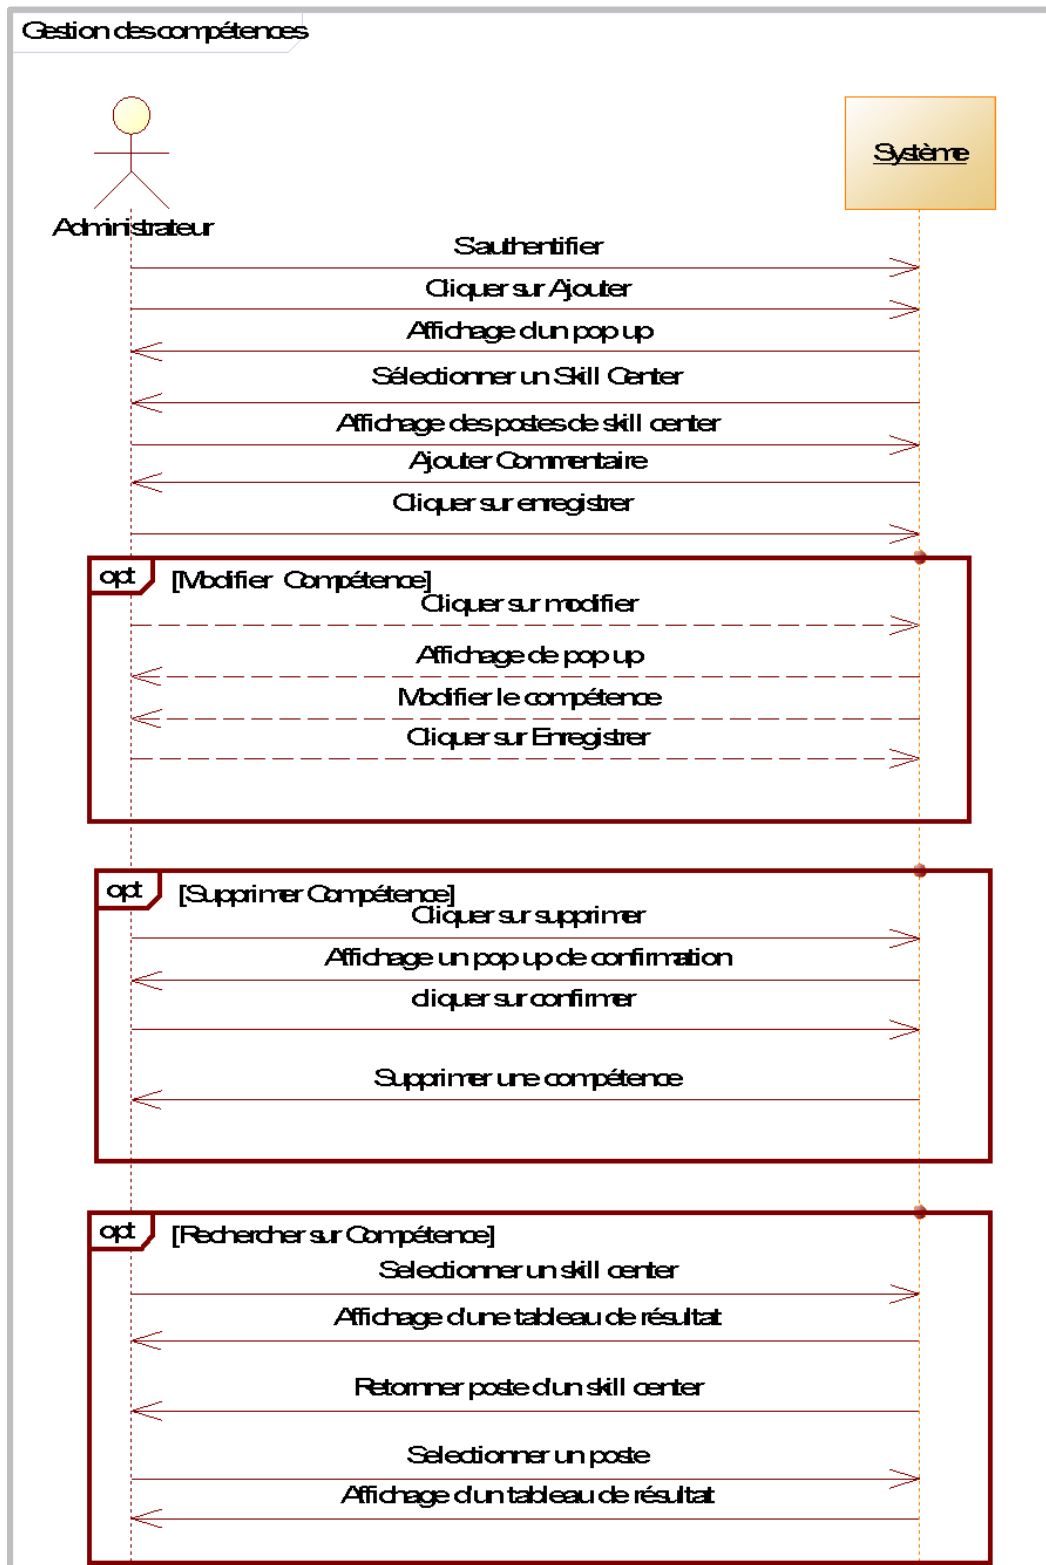 Gestion des compétences
Système
Administrateur
S'authentifier
Cliquer sur Ajouter
Affichage d'un pop up
Sélectionner un Skill Center
Affichage des postes de skill center
Ajouter Commentaire
Cliquer sur enregistrer
opt [Modifier Compétence]
Cliquer sur modifier
Affichage de pop up
Modifier le compétence
Cliquer sur Enregistrer
opt [Supprimer Compétence]
Cliquer sur supprimer
Affichage un pop up de confirmation
cliquer sur confirmer
Supprimer une compétence
opt [Rechercher sur Compétence]
Selectionner un skill center
Affichage d'une tableau de résultat
Retornner poste d'un skill center
Selectionner un poste
Affichage d'un tableau de résultat